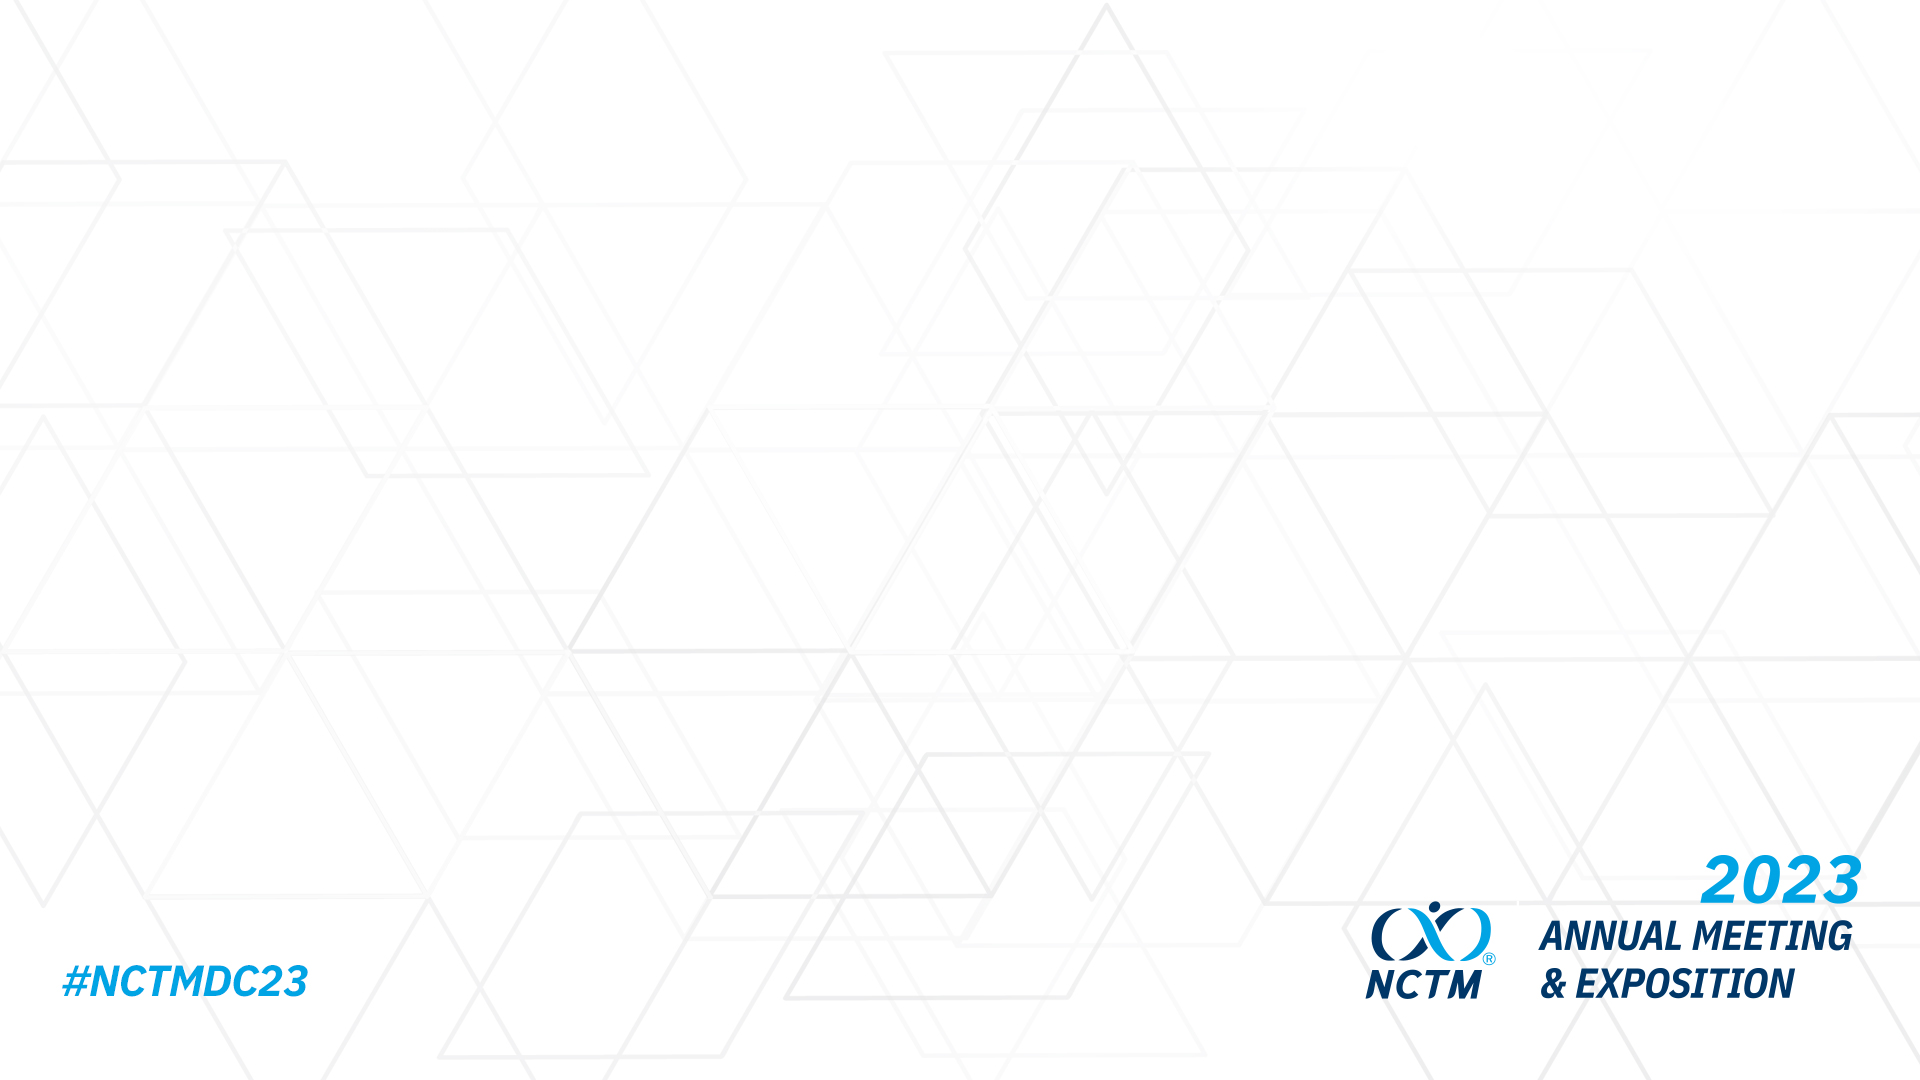 2023
ANNUAL MEETING
& EXPOSITION
NCTM®
#NCTMDC23